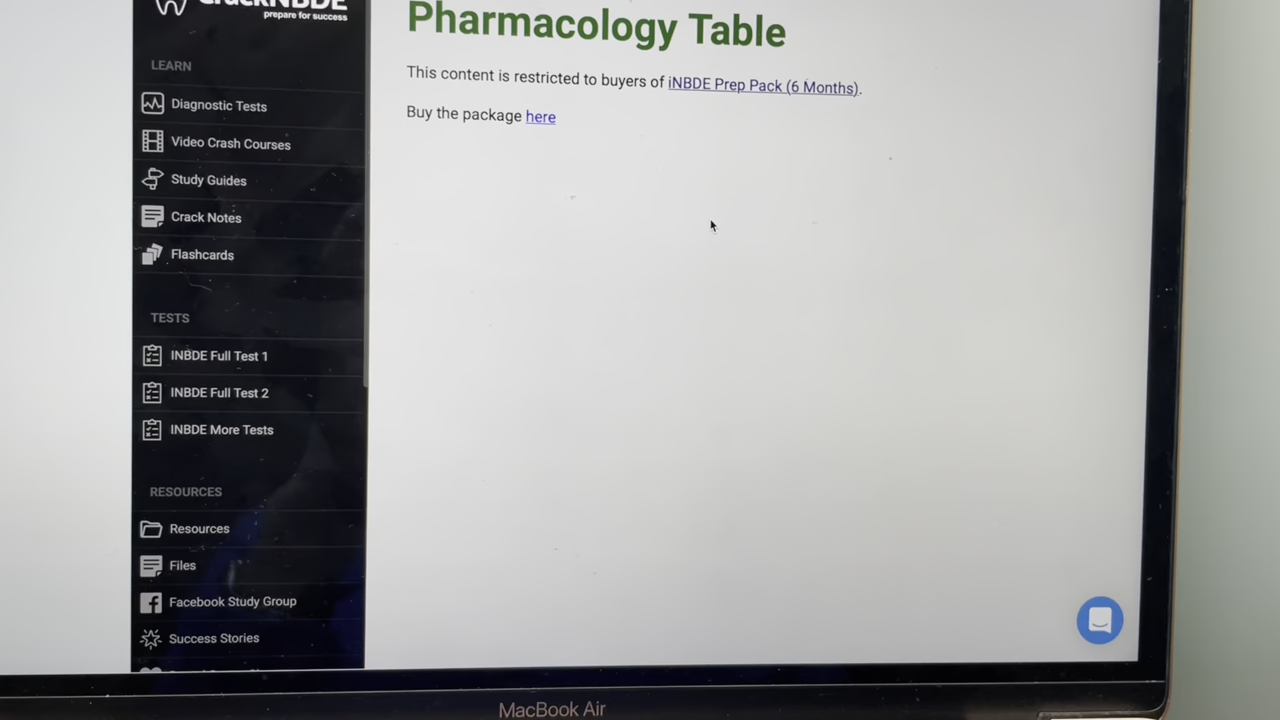 CrackNBDE
prepare for success
LEARN
Diagnostic Tests
Video Crash Courses
Study Guides
Crack Notes
Flashcards
TESTS
INBDE Full Test 1
INBDE Full Test 2
INBDE More Tests
RESOURCES
Resources
Files
Facebook Study Group
Success Stories
Pharmacology Table
This content is restricted to buyers of iNBDE Prep Pack (6 Months).
Buy the package here
MacBook Air